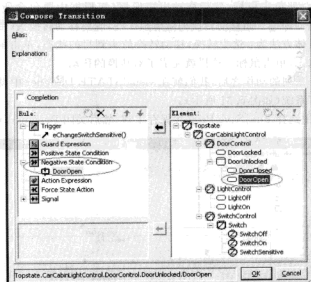 Compose Transition
Alias:
Explanation:
Completion
Rule:
Trigger
eChangeSwitchSensitive()
Guard Expression
Positive State Condition
Negative State Condition
DoorOpen
Action Expression
Force State Action
Signal
Element:
Topstate
CarCabinLightControl
DoorControl
DoorLocked
DoorUnlocked
DoorClosed
DoorOpen
LightControl
LightOff
LightOn
SwitchControl
Switch
SwitchOff
SwitchOn
SwitchSensitive
Topstate.CarCabinLightControl.DoorControl.DoorUnlocked.DoorOpen
OK
Cancel